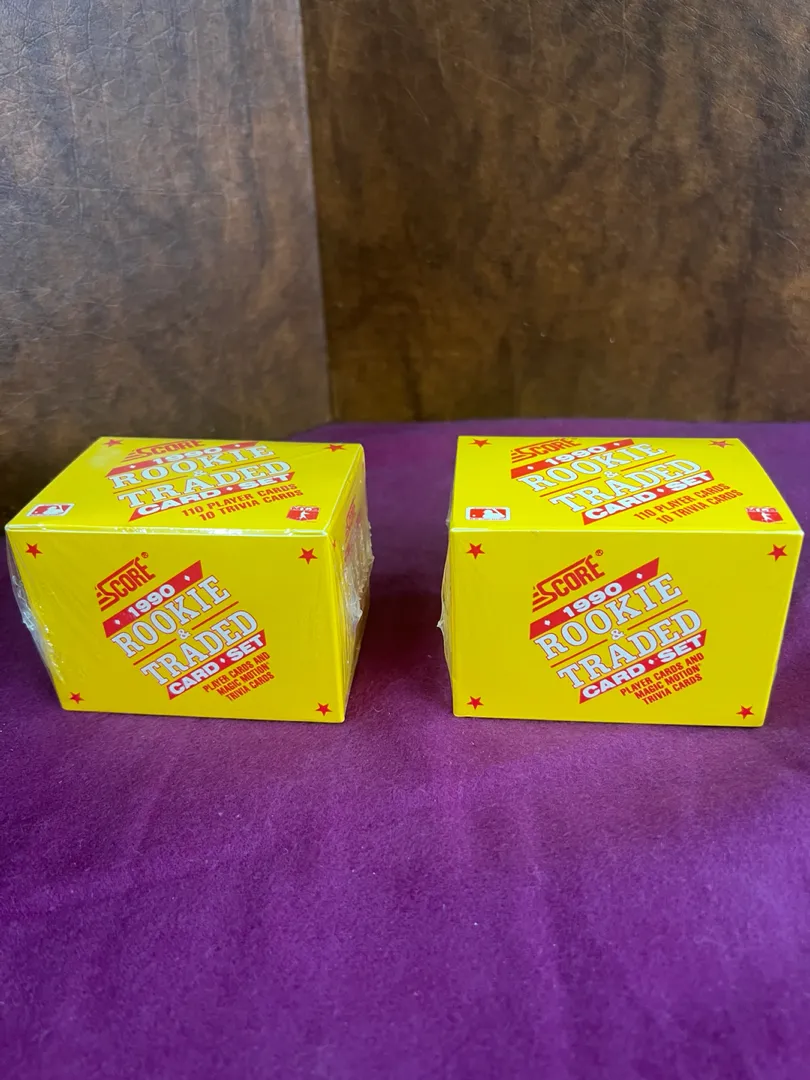 SCORE
1990
ROOKIE
&
TRADED
CARD • SET
110 PLAYER CARDS
10 TRIVIA CARDS
SCORE®
1990
ROOKIE
&
TRADED
CARD • SET
PLAYER CARDS AND
MAGIC MOTION™
TRIVIA CARDS
SCORE
1990
ROOKIE
&
TRADED
CARD • SET
110 PLAYER CARDS
10 TRIVIA CARDS
SCORE®
1990
ROOKIE
&
TRADED
CARD • SET
PLAYER CARDS AND
MAGIC MOTION™
TRIVIA CARDS